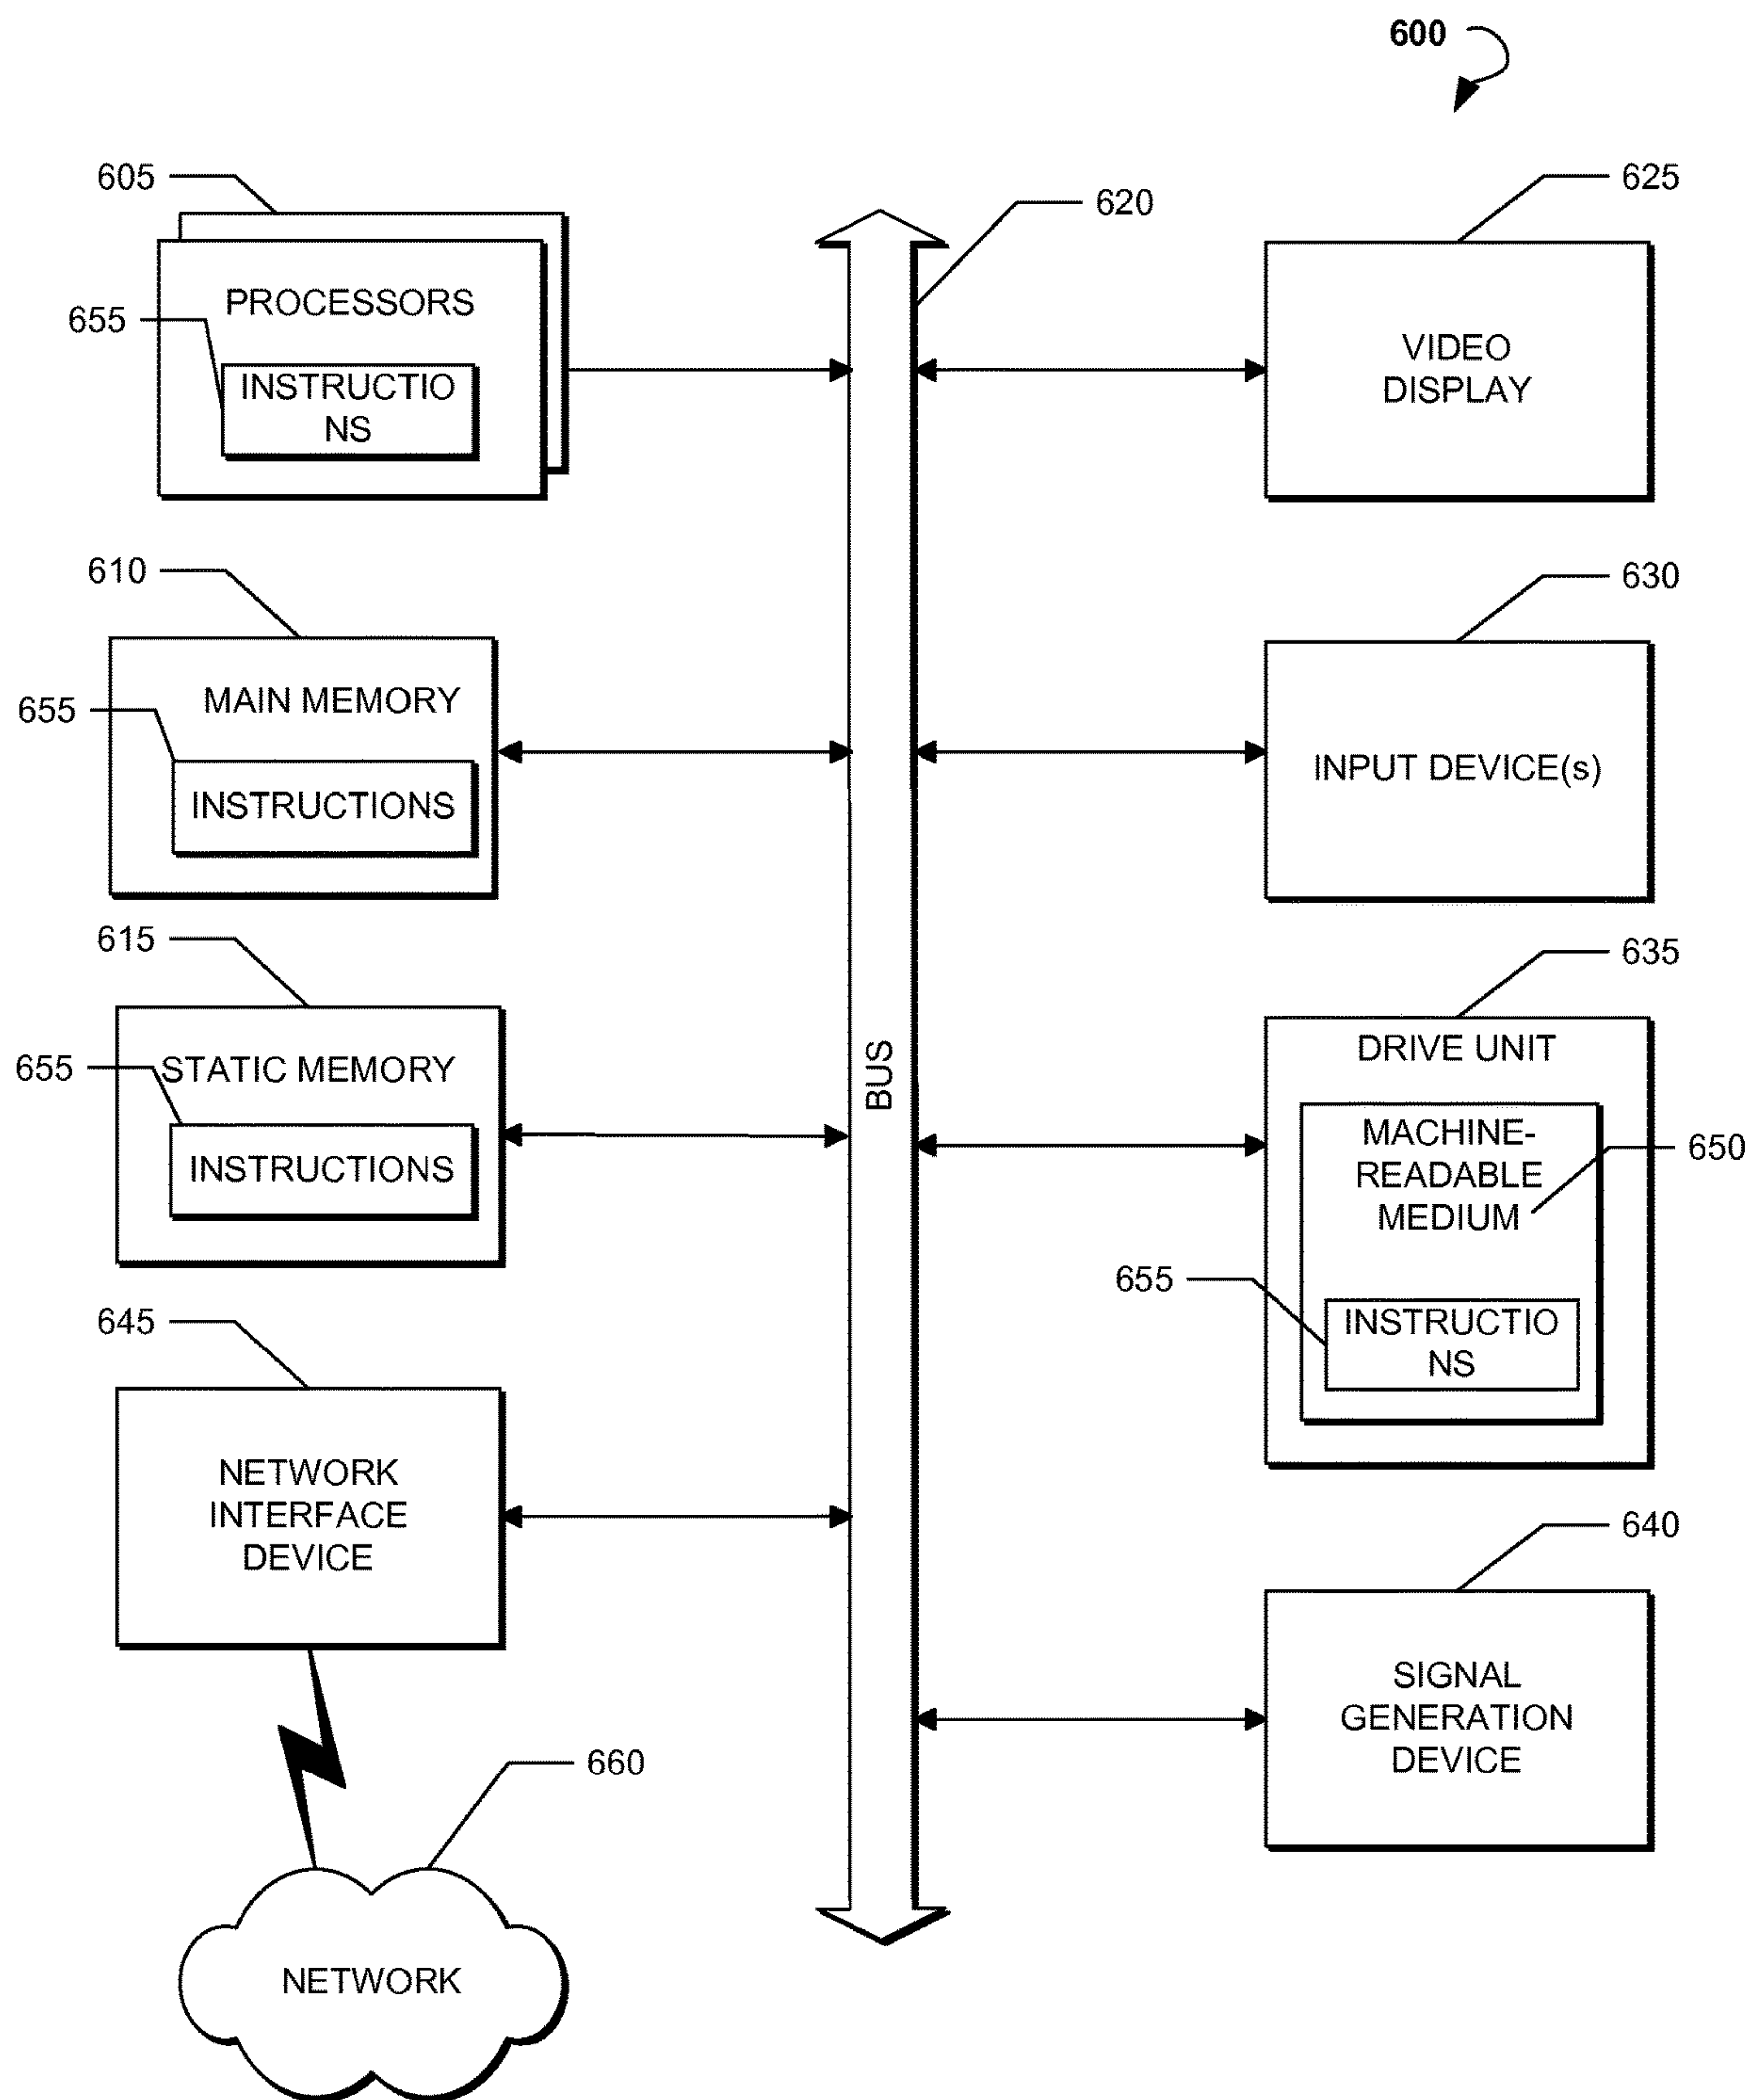 600
605
PROCESSORS
655
INSTRUCTIO
NS
610
MAIN MEMORY
655
INSTRUCTIONS
615
STATIC MEMORY
655
INSTRUCTIONS
645
NETWORK
INTERFACE
DEVICE
660
NETWORK
620
BUS
625
VIDEO
DISPLAY
630
INPUT DEVICE(s)
635
DRIVE UNIT
MACHINE-
READABLE
MEDIUM
650
655
INSTRUCTIO
NS
640
SIGNAL
GENERATION
DEVICE